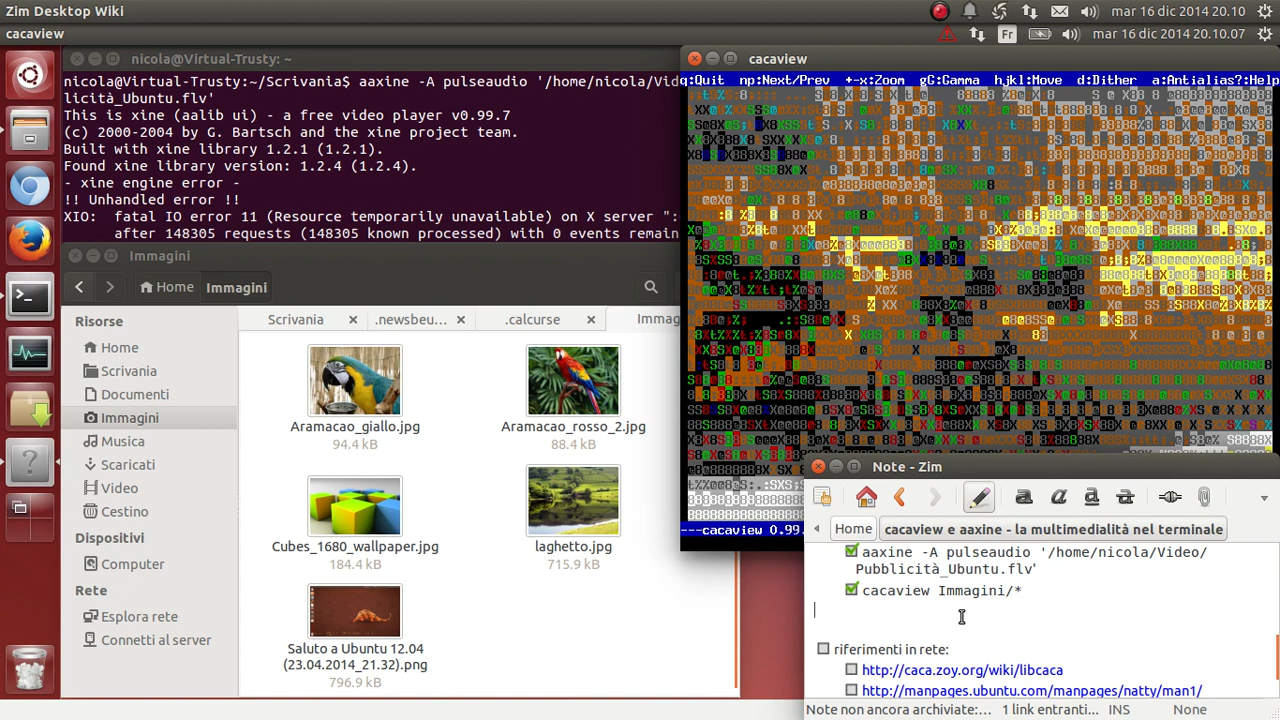 Zim Desktop Wiki
mar 16 dic 2014 20.10
cacaview
Fr
mar 16 dic 2014 20.10.07
nicola@Virtual-Trusty: ~
nicola@Virtual-Trusty:~/Scrivania$ aaxine -A pulseaudio '/home/nicola/Vid
licità_Ubuntu.flv'
This is xine (aalib ui) - a free video player v0.99.7
(c) 2000-2004 by G. Bartsch and the xine project team.
Built with xine library 1.2.1 (1.2.1).
Found xine library version: 1.2.4 (1.2.4).
- xine engine error -
!! Unhandled error !!
XIO:  fatal IO error 11 (Resource temporarily unavailable) on X server ":
      after 148305 requests (148305 known processed) with 0 events remain
cacaview
q:Quit  np:Next/Prev  +-x:Zoom  gG:Gamma  hjkl:Move  d:Dither  a:Antialias?:Help
---cacaview 0.99.
Immagini
Home
Immagini
Risorse
Home
Scrivania
Documenti
Immagini
Musica
Scaricati
Video
Cestino
Dispositivi
Computer
Rete
Esplora rete
Connetti al server
Scrivania
.newsbeu...
.calcurse
Immag
Aramacao_giallo.jpg
94.4 kB
Aramacao_rosso_2.jpg
88.4 kB
Cubes_1680_wallpaper.jpg
184.4 kB
laghetto.jpg
715.9 kB
Saluto a Ubuntu 12.04
(23.04.2014_21.32).png
796.9 kB
Note - Zim
Home
cacaview e aaxine - la multimedialità nel terminale
aaxine -A pulseaudio '/home/nicola/Video/
Pubblicità_Ubuntu.flv'
cacaview Immagini/*
riferimenti in rete:
http://caca.zoy.org/wiki/libcaca
http://manpages.ubuntu.com/manpages/natty/man1/
Note non ancora archiviate:...
1 link entranti...
INS
None